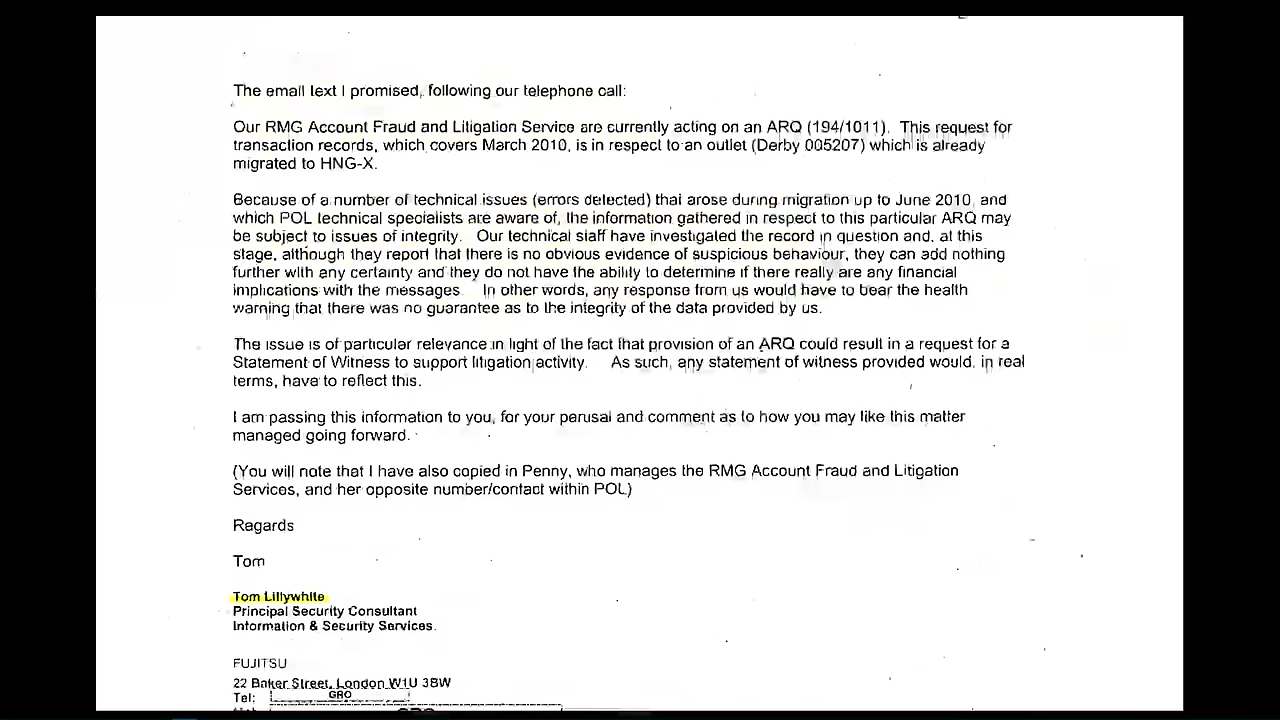 The email text I promised, following our telephone call:
Our RMG Account Fraud and Litigation Service are currently acting on an ARQ (194/1011). This request for
transaction records, which covers March 2010, is in respect to an outlet (Derby 005207) which is already
migrated to HNG-X.
Because of a number of technical issues (errors detected) that arose during migration up to June 2010, and
which POL technical specialists are aware of, the information gathered in respect to this particular ARQ may
be subject to issues of integrity. Our technical staff have investigated the record in question and, at this
stage, although they report that there is no obvious evidence of suspicious behaviour, they can add nothing
further with any certainty and they do not have the ability to determine if there really are any financial
implications with the messages. In other words, any response from us would have to bear the health
warning that there was no guarantee as to the integrity of the data provided by us.
The issue is of particular relevance in light of the fact that provision of an ARQ could result in a request for a
Statement of Witness to support litigation activity. As such, any statement of witness provided would, in real
terms, have to reflect this.
I am passing this information to you, for your perusal and comment as to how you may like this matter
managed going forward.
(You will note that I have also copied in Penny, who manages the RMG Account Fraud and Litigation
Services, and her opposite number/contact within POL)
Regards
Tom
Tom Lillywhite
Principal Security Consultant
Information & Security Services.
FUJITSU
22 Baker Street, London W1U 3BW
Tel: GRO
GRO